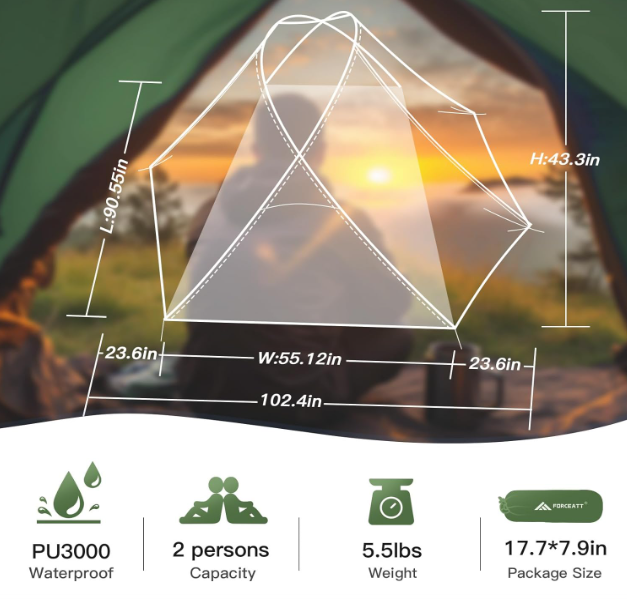 H:43.3in
L:90.55in
23.6in
W:55.12in
23.6in
102.4in
FORCEATT
PU3000
Waterproof
2 persons
Capacity
5.5lbs
Weight
17.7*7.9in
Package Size